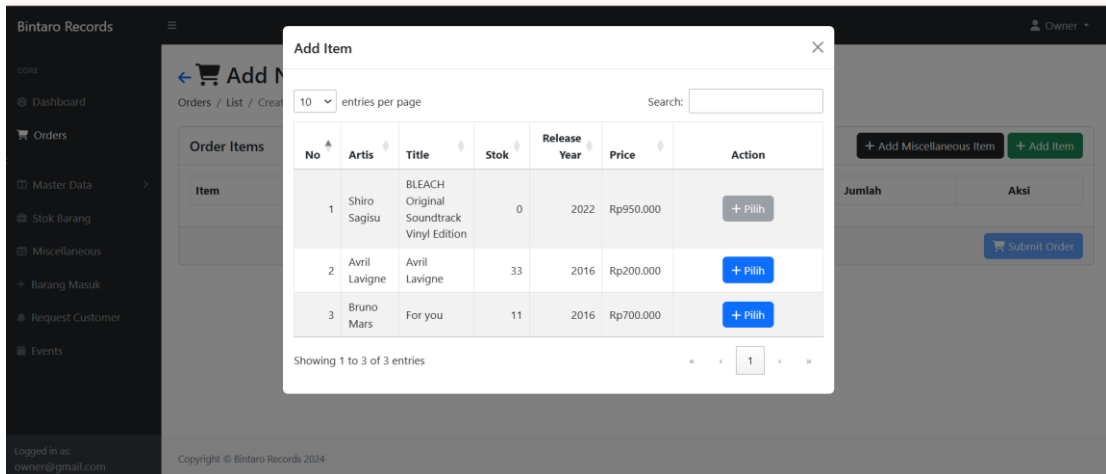 Bintaro Records
Owner
CORE
Dashboard
Orders
Master Data
Stok Barang
Miscellaneous
Barang Masuk
Request Customer
Events
Logged in as:
owner@gmail.com
Add N
Orders / List / Creat
Order Items
+ Add Miscellaneous Item
+ Add Item
Item
Jumlah
Aksi
Submit Order
Add Item
10 entries per page
Search:
No Artis Title Stok Release Year Price Action
1 Shiro Sagisu BLEACH Original Soundtrack Vinyl Edition 0 2022 Rp950.000 + Pilih
2 Avril Lavigne Avril Lavigne 33 2016 Rp200.000 + Pilih
3 Bruno Mars For you 11 2016 Rp700.000 + Pilih
Showing 1 to 3 of 3 entries
« ‹ 1 › »
Copyright © Bintaro Records 2024